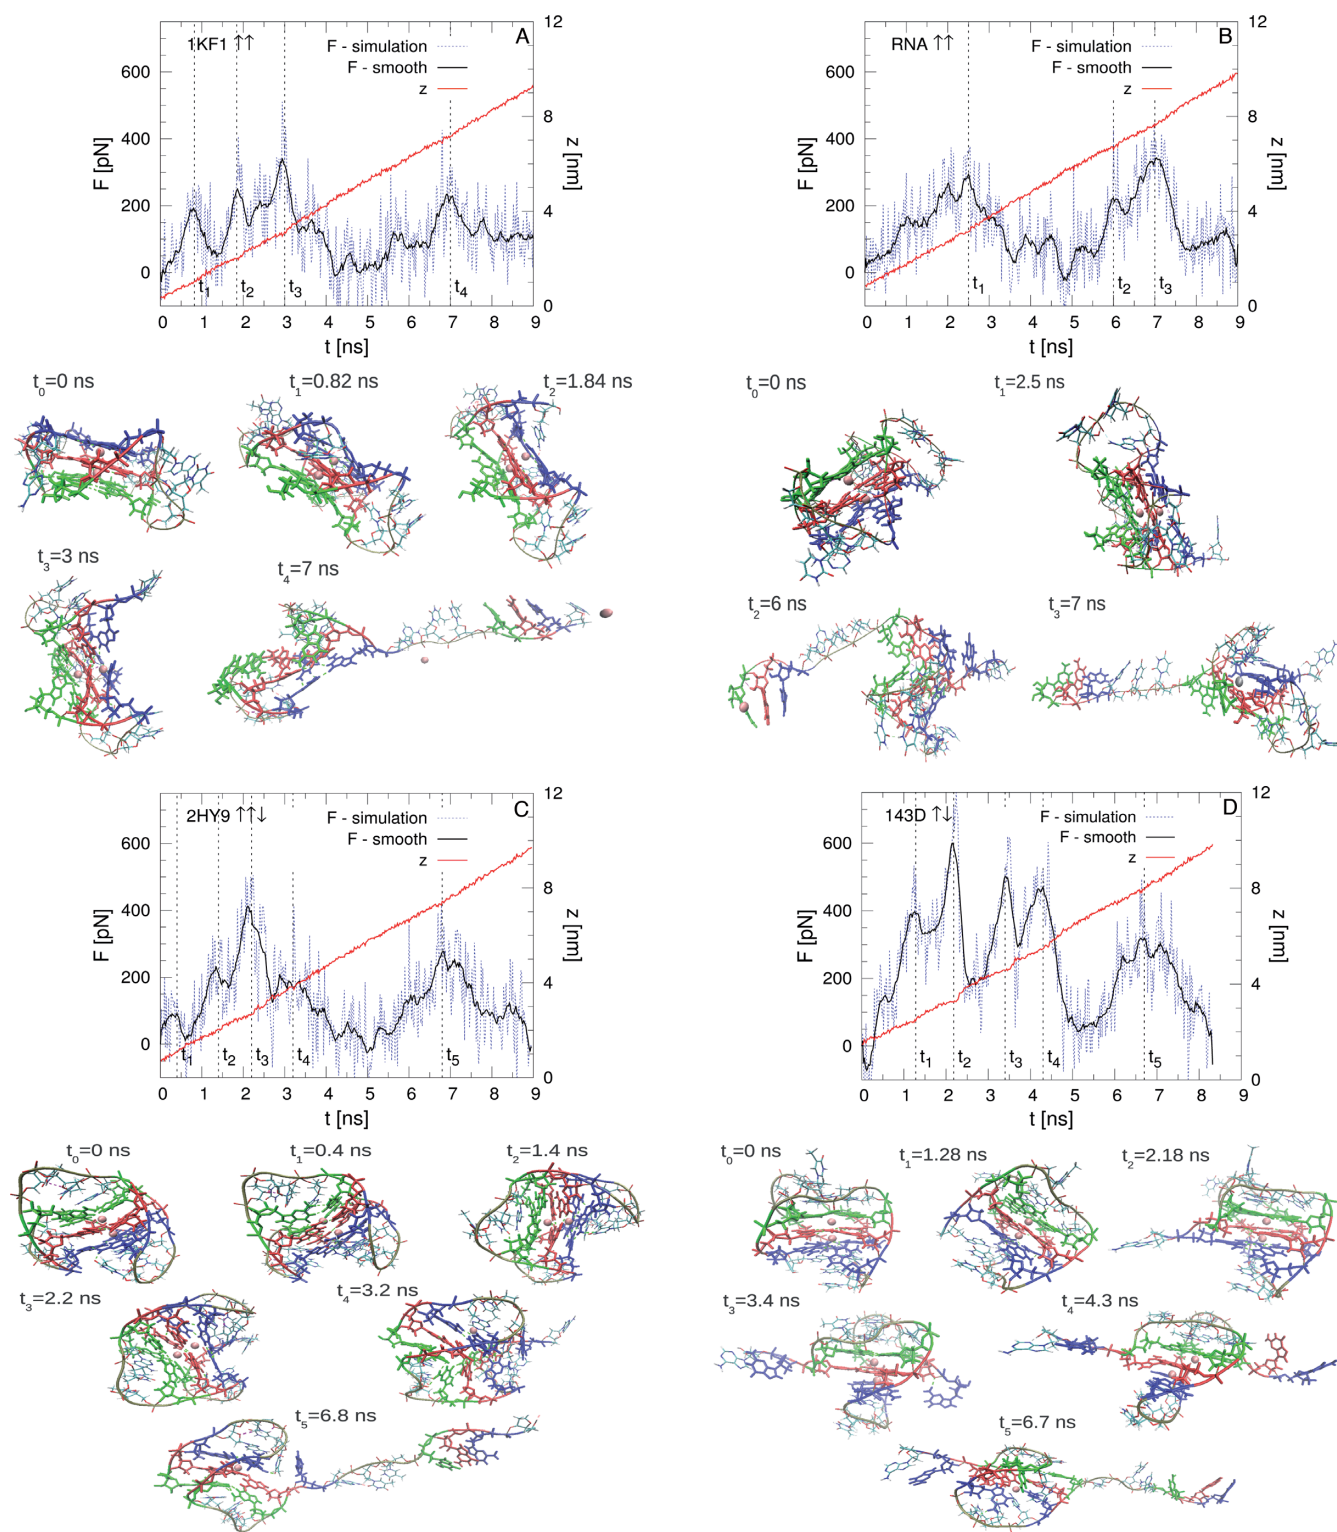 1KF1 ↑↑
A
F - simulation
F - smooth
z
F [pN]
600
400
200
0
12
8
4
0
z [nm]
t1 t2 t3 t4
0 1 2 3 4 5 6 7 8 9
t [ns]
RNA ↑↑
B
F - simulation
F - smooth
z
F [pN]
600
400
200
0
12
8
4
0
z [nm]
t1 t2 t3
0 1 2 3 4 5 6 7 8 9
t [ns]
t0=0 ns
t1=0.82 ns
t2=1.84 ns
t3=3 ns
t4=7 ns
t0=0 ns
t1=2.5 ns
t2=6 ns
t3=7 ns
2HY9 ↑↑↓
C
F - simulation
F - smooth
z
F [pN]
600
400
200
0
12
8
4
0
z [nm]
t1 t2 t3 t4 t5
0 1 2 3 4 5 6 7 8 9
t [ns]
143D ↑↓
D
F - simulation
F - smooth
z
F [pN]
600
400
200
0
12
8
4
0
z [nm]
t1 t2 t3 t4 t5
0 1 2 3 4 5 6 7 8 9
t [ns]
t0=0 ns
t1=0.4 ns
t2=1.4 ns
t3=2.2 ns
t4=3.2 ns
t5=6.8 ns
t0=0 ns
t1=1.28 ns
t2=2.18 ns
t3=3.4 ns
t4=4.3 ns
t5=6.7 ns